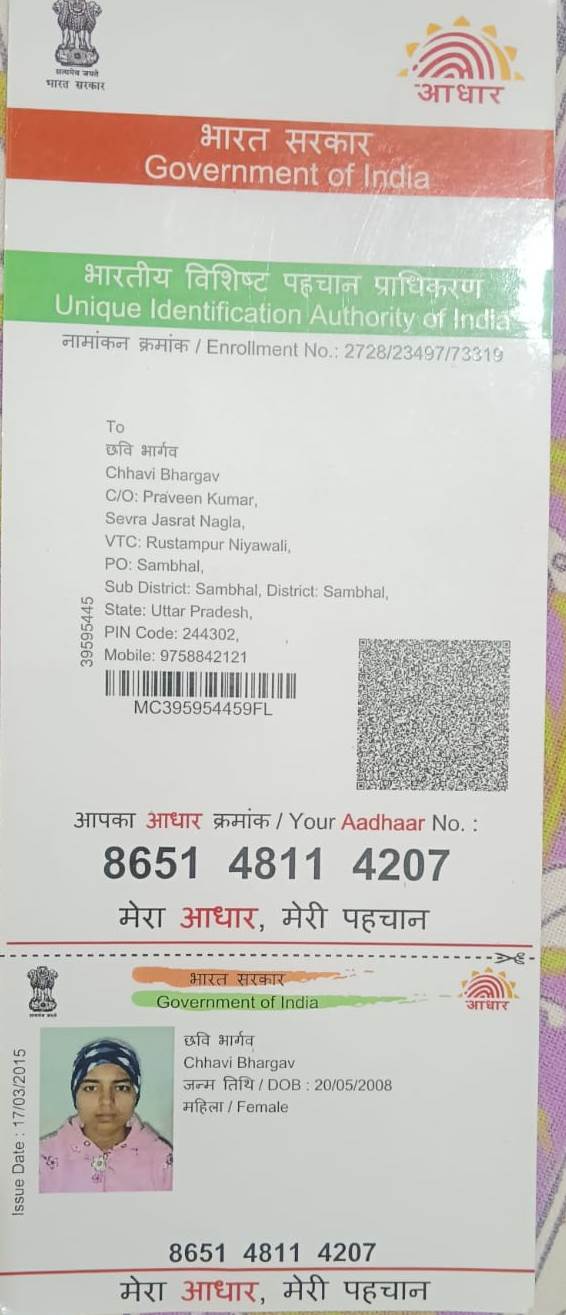 सत्यमेव जयते
भारत सरकार
आधार
भारत सरकार
Government of India
भारतीय विशिष्ट पहचान प्राधिकरण
Unique Identification Authority of India
नामांकन क्रमांक / Enrollment No.: 2728/23497/73319
To
छवि भार्गव
Chhavi Bhargav
C/O: Praveen Kumar,
Sevra Jasrat Nagla,
VTC: Rustampur Niyawali,
PO: Sambhal,
Sub District: Sambhal, District: Sambhal,
State: Uttar Pradesh,
PIN Code: 244302,
Mobile: 9758842121
39595445
MC395954459FL
आपका आधार क्रमांक / Your Aadhaar No. :
8651 4811 4207
मेरा आधार, मेरी पहचान
भारत सरकार
Government of India
आधार
छवि भार्गव
Chhavi Bhargav
जन्म तिथि / DOB : 20/05/2008
महिला / Female
Issue Date : 17/03/2015
8651 4811 4207
मेरा आधार, मेरी पहचान